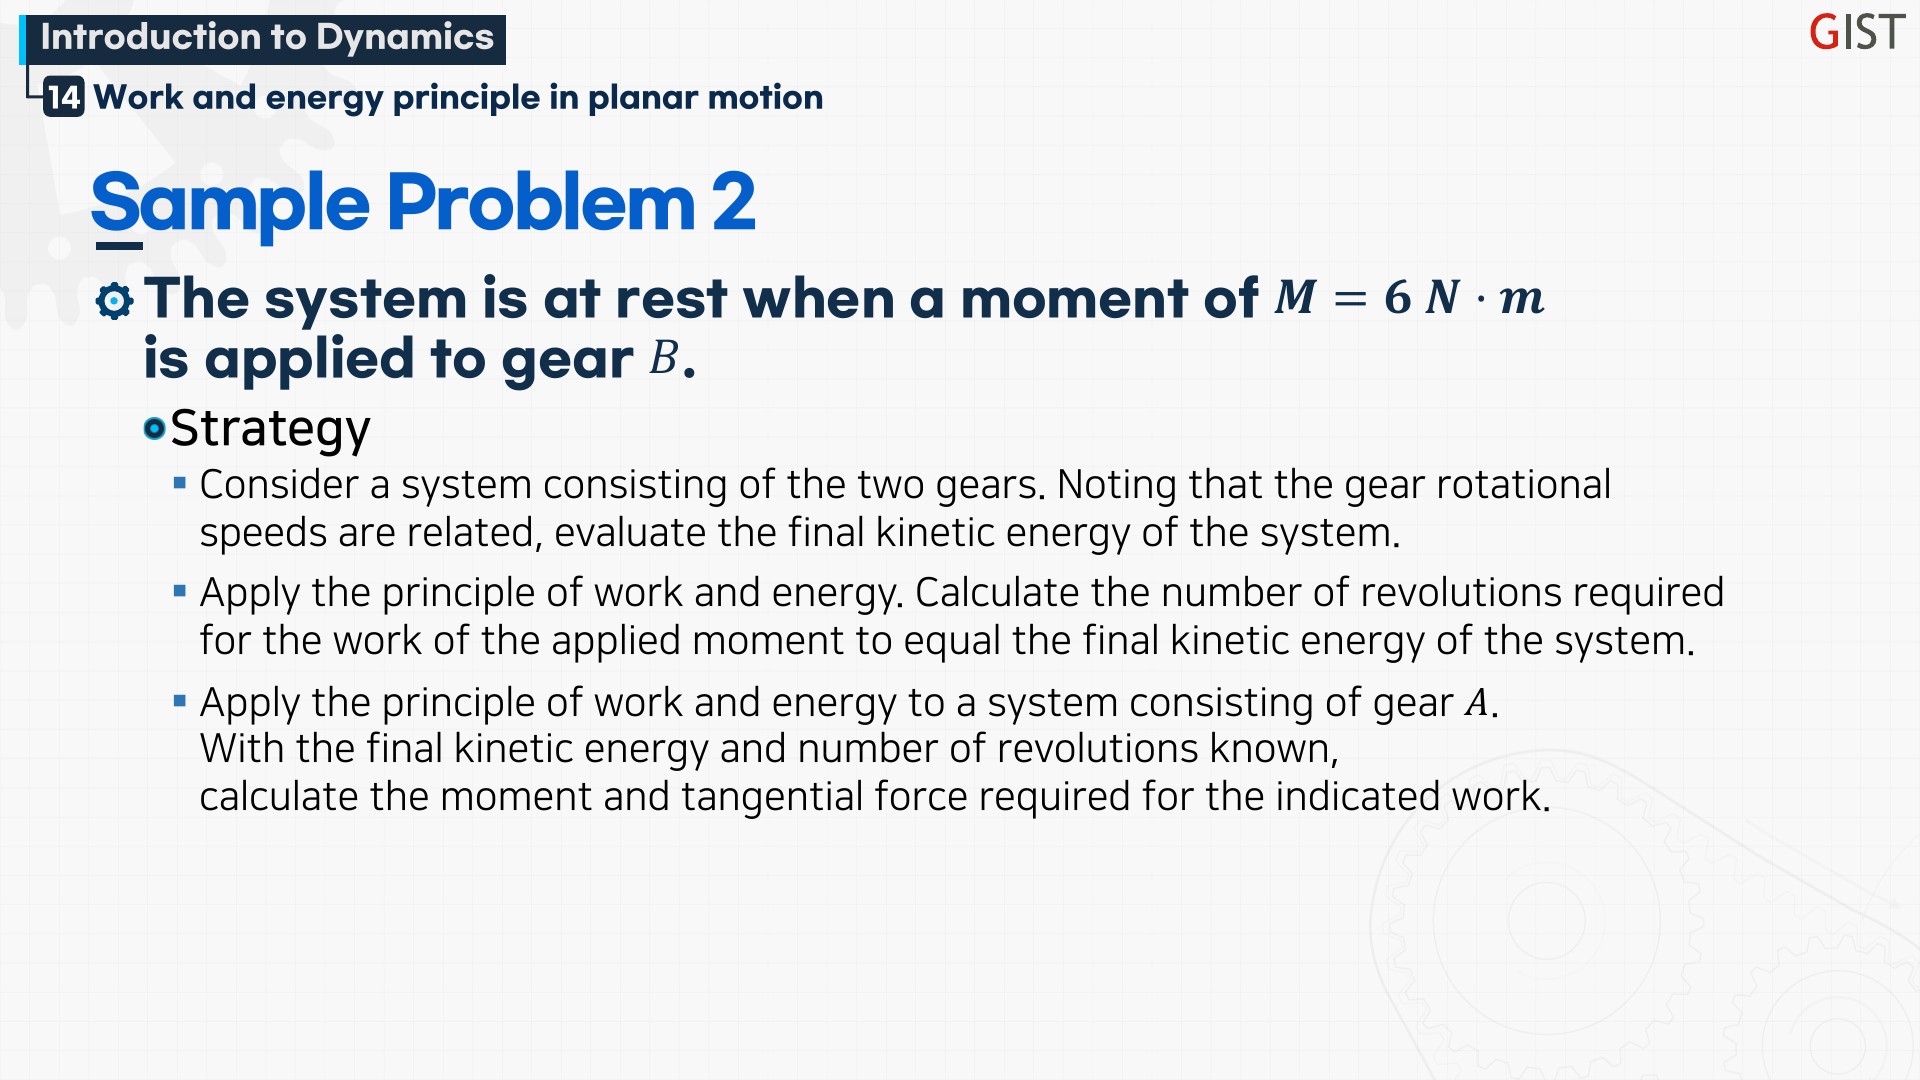 Introduction to Dynamics
GIST
14 Work and energy principle in planar motion
Sample Problem 2
The system is at rest when a moment of M = 6 N · m
is applied to gear B.
Strategy
Consider a system consisting of the two gears. Noting that the gear rotational
speeds are related, evaluate the final kinetic energy of the system.
Apply the principle of work and energy. Calculate the number of revolutions required
for the work of the applied moment to equal the final kinetic energy of the system.
Apply the principle of work and energy to a system consisting of gear A.
With the final kinetic energy and number of revolutions known,
calculate the moment and tangential force required for the indicated work.